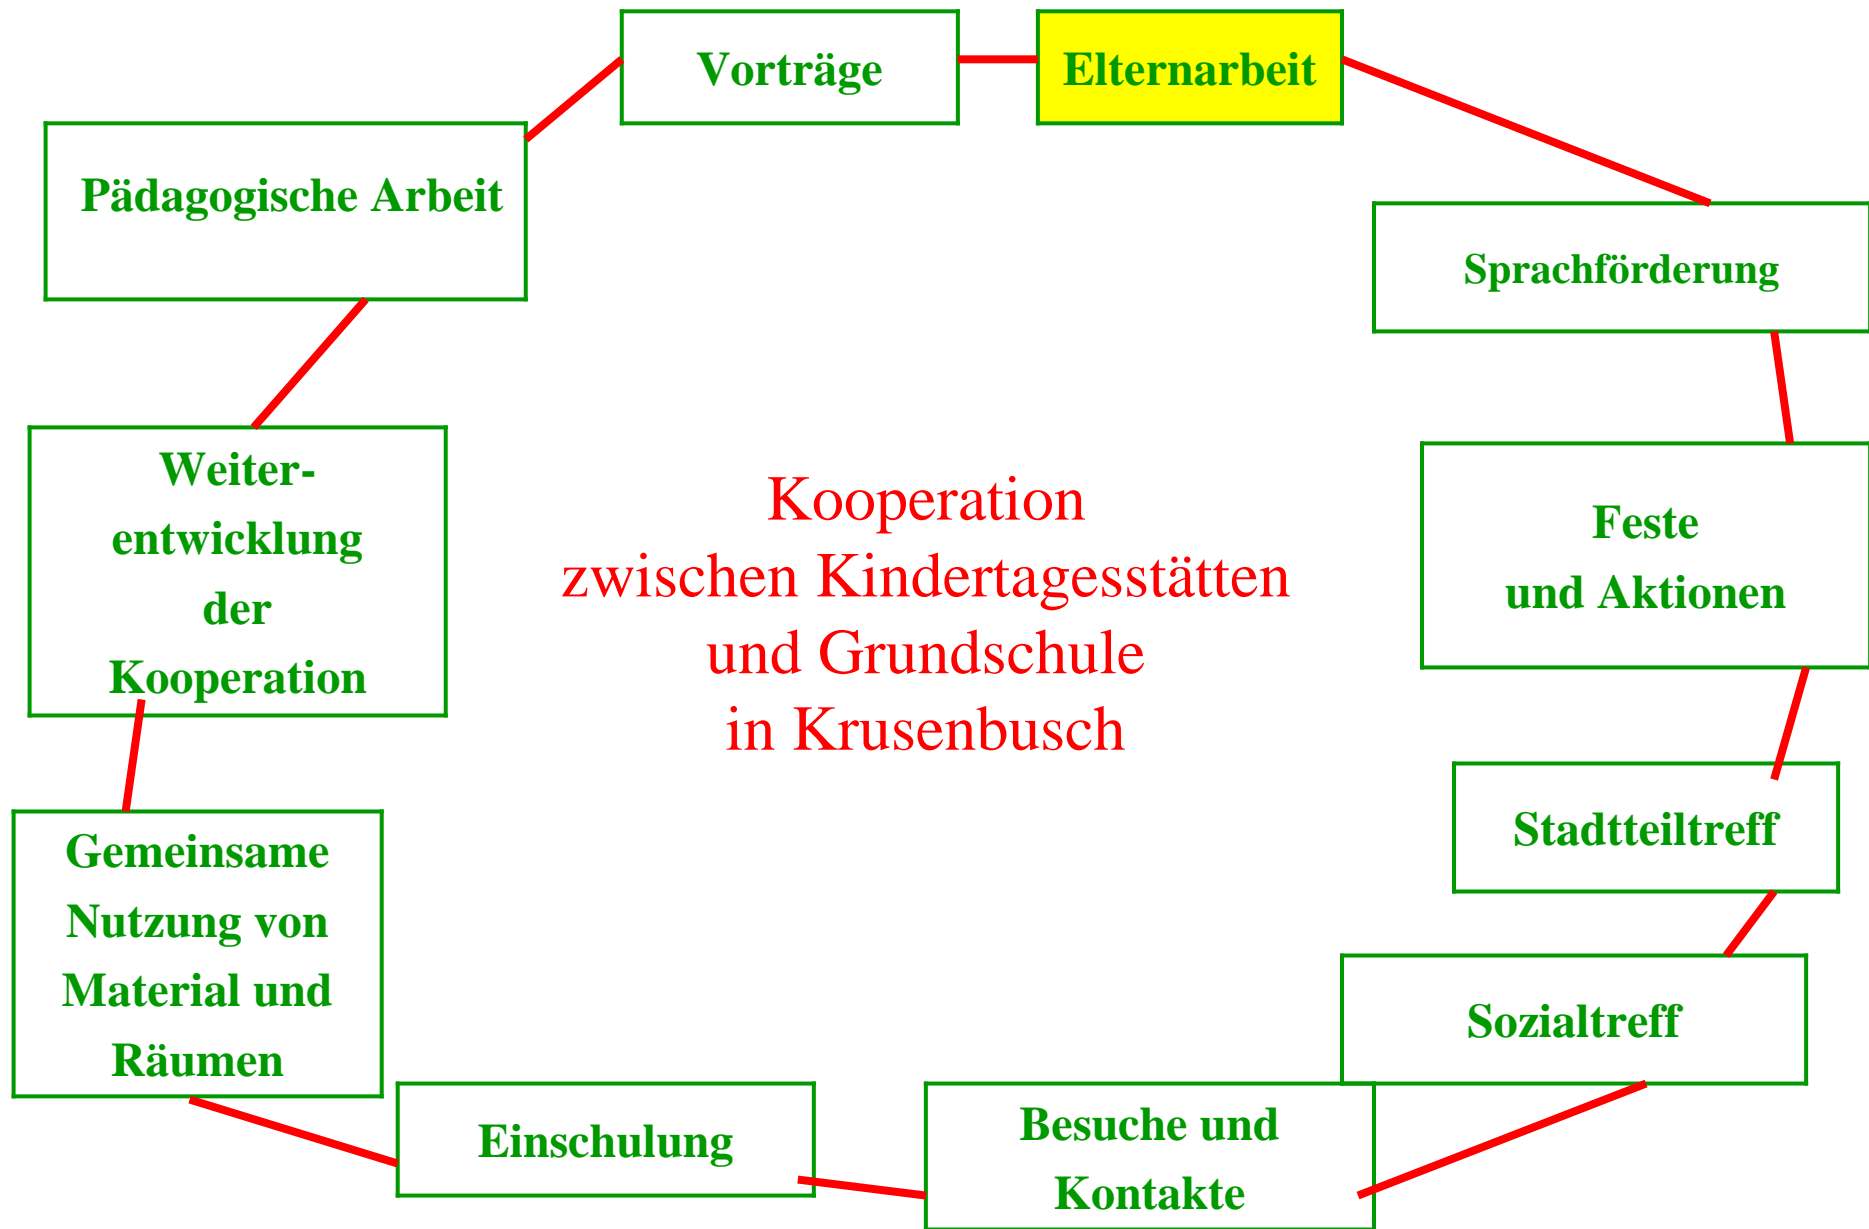 Vorträge
Elternarbeit
Pädagogische Arbeit
Sprachförderung
Weiter-
entwicklung
der
Kooperation
Kooperation
zwischen Kindertagesstätten
und Grundschule
in Krusenbusch
Feste
und Aktionen
Stadtteiltreff
Gemeinsame
Nutzung von
Material und
Räumen
Sozialtreff
Einschulung
Besuche und
Kontakte